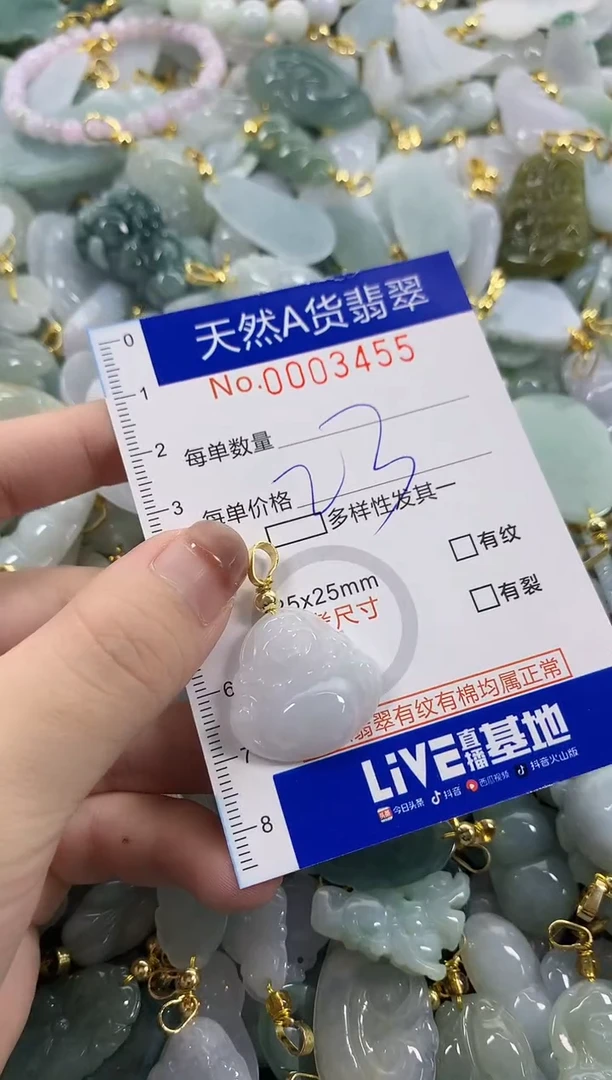 天然A货翡翠
No.0003455
0
1
每单数量
2
23
3
每单价格
多样性发其一
有纹
5x25mm
有裂
尺寸
6
翡翠有纹有棉均属正常
7
LiVE直播基地
今日头条 抖音 西瓜视频 抖音火山版
8